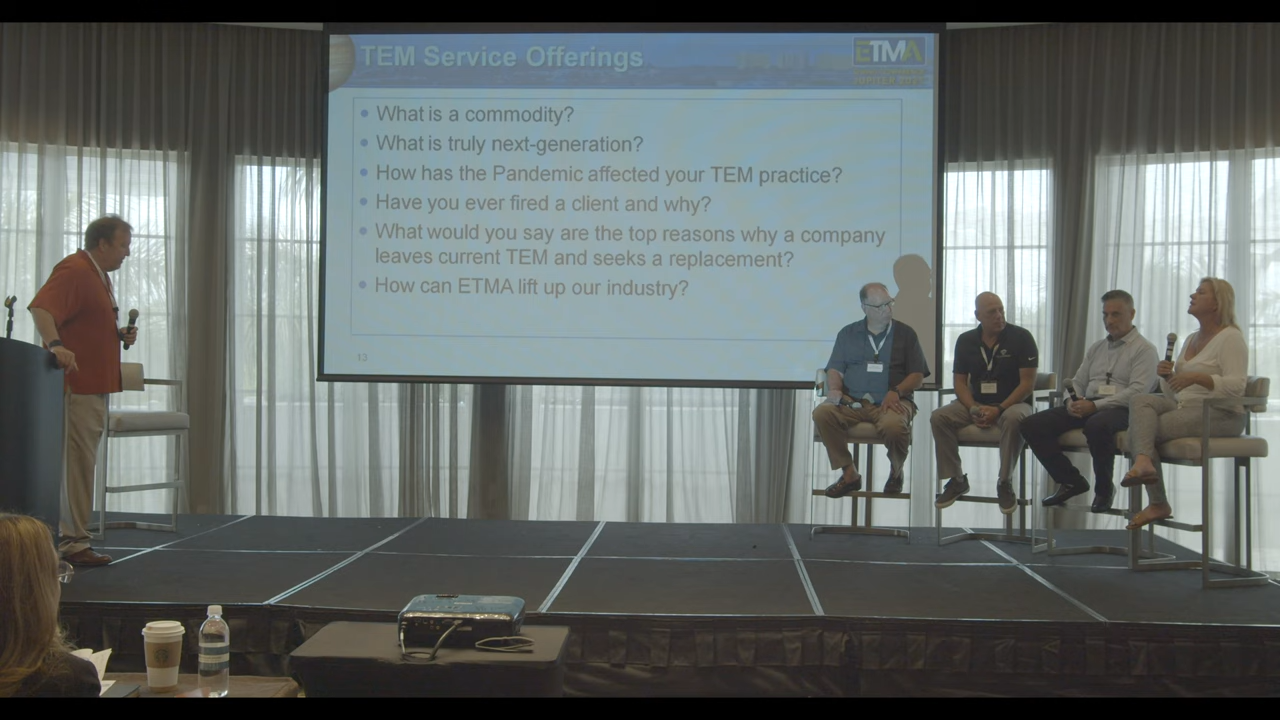 TEM Service Offerings
ETMA
What is a commodity?
What is truly next-generation?
How has the Pandemic affected your TEM practice?
Have you ever fired a client and why?
What would you say are the top reasons why a company
leaves current TEM and seeks a replacement?
How can ETMA lift up our industry?
13